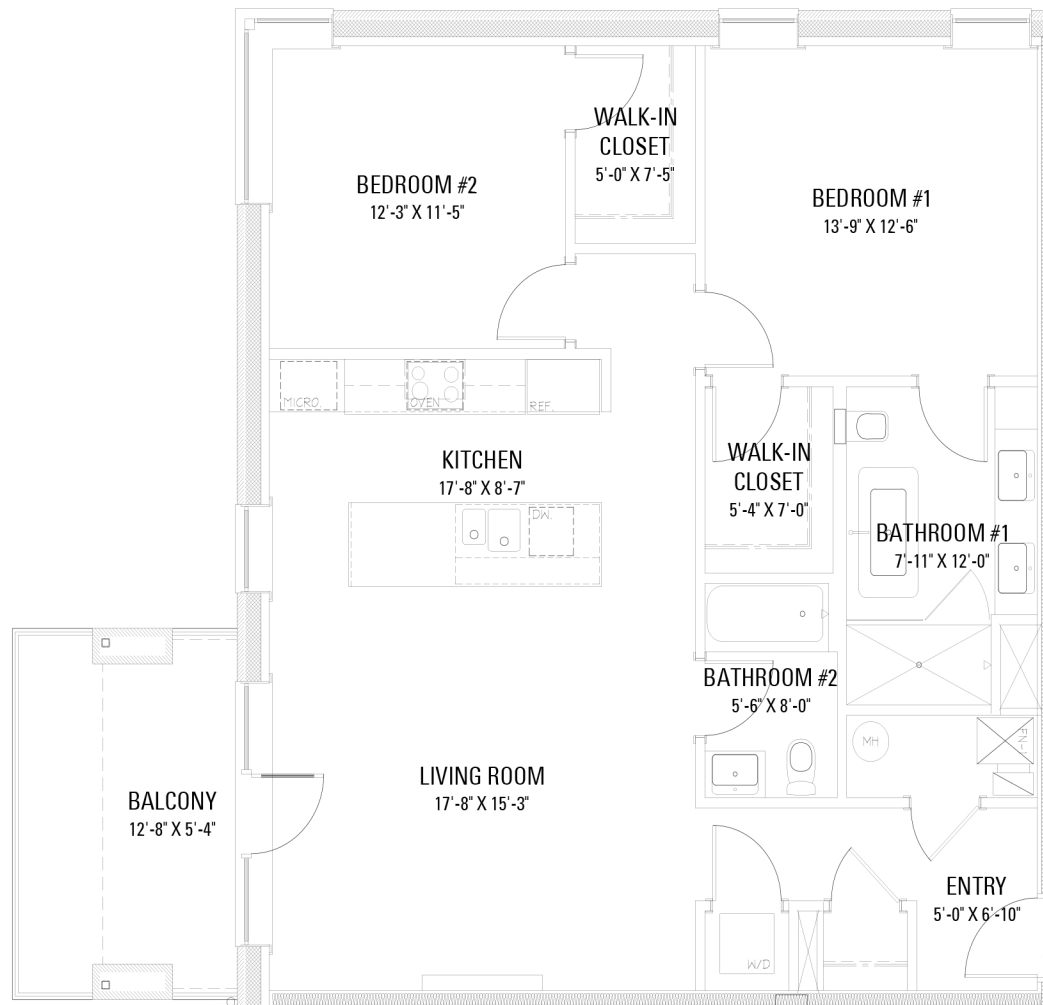 WALK-IN
CLOSET
5'-0" X 7'-5"
BEDROOM #2
12'-3" X 11'-5"
BEDROOM #1
13'-9" X 12'-6"
MICRO.
OVEN
REF.
KITCHEN
17'-8" X 8'-7"
WALK-IN
CLOSET
5'-4" X 7'-0"
DW.
BATHROOM #1
7'-11" X 12'-0"
BATHROOM #2
5'-6" X 8'-0"
MH
FN-1
LIVING ROOM
17'-8" X 15'-3"
BALCONY
12'-8" X 5'-4"
ENTRY
5'-0" X 6'-10"
W/D